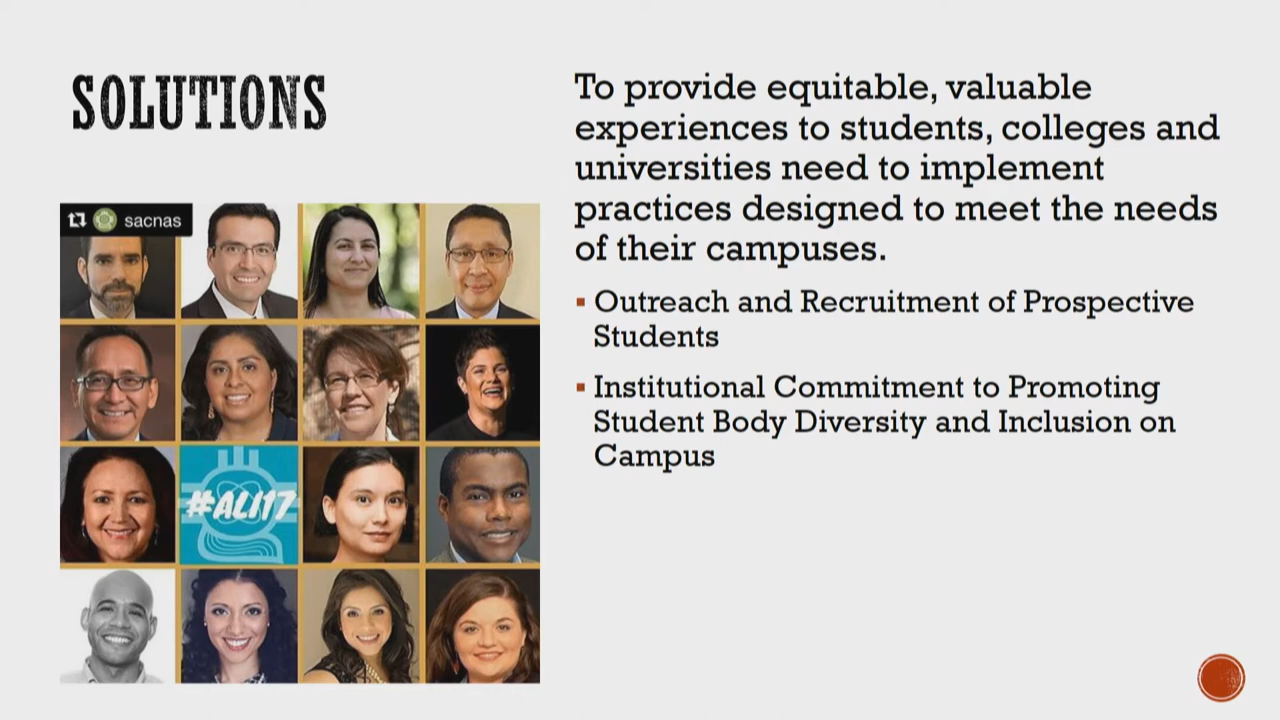 SOLUTIONS
sacnas
#ALI17
To provide equitable, valuable
experiences to students, colleges and
universities need to implement
practices designed to meet the needs
of their campuses.
▪ Outreach and Recruitment of Prospective
Students
▪ Institutional Commitment to Promoting
Student Body Diversity and Inclusion on
Campus